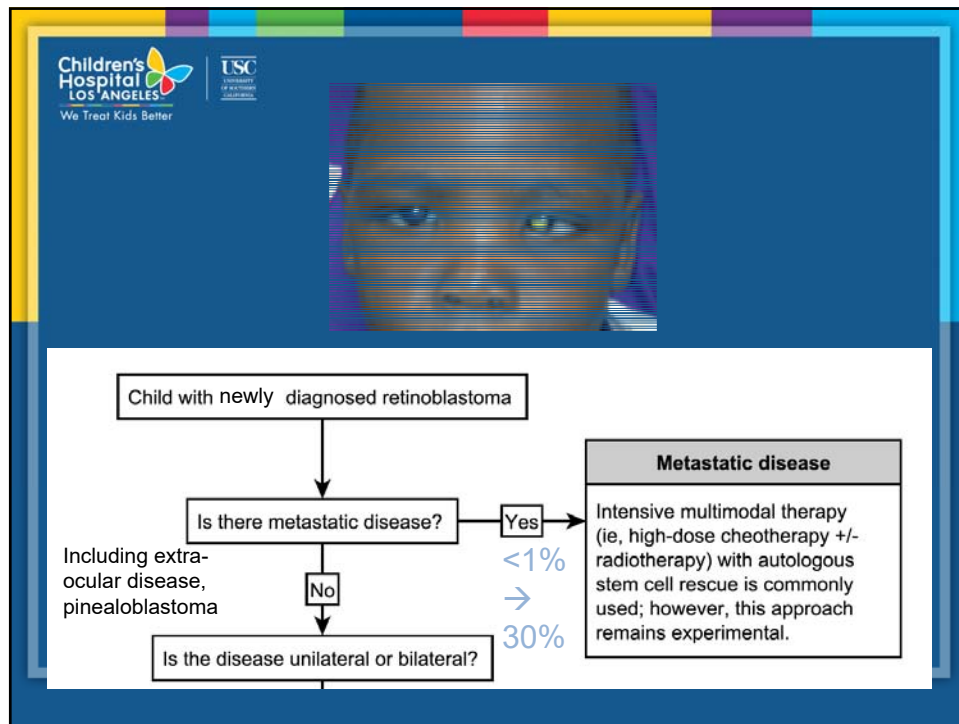 Children's
Hospital
LOS ANGELES
We Treat Kids Better
USC
UNIVERSITY
OF SOUTHERN
CALIFORNIA
Child with newly diagnosed retinoblastoma
Is there metastatic disease?
Yes
Metastatic disease
Intensive multimodal therapy
(ie, high-dose cheotherapy +/-
radiotherapy) with autologous
stem cell rescue is commonly
used; however, this approach
remains experimental.
Including extra-
ocular disease,
pinealoblastoma
No
<1%
→
30%
Is the disease unilateral or bilateral?